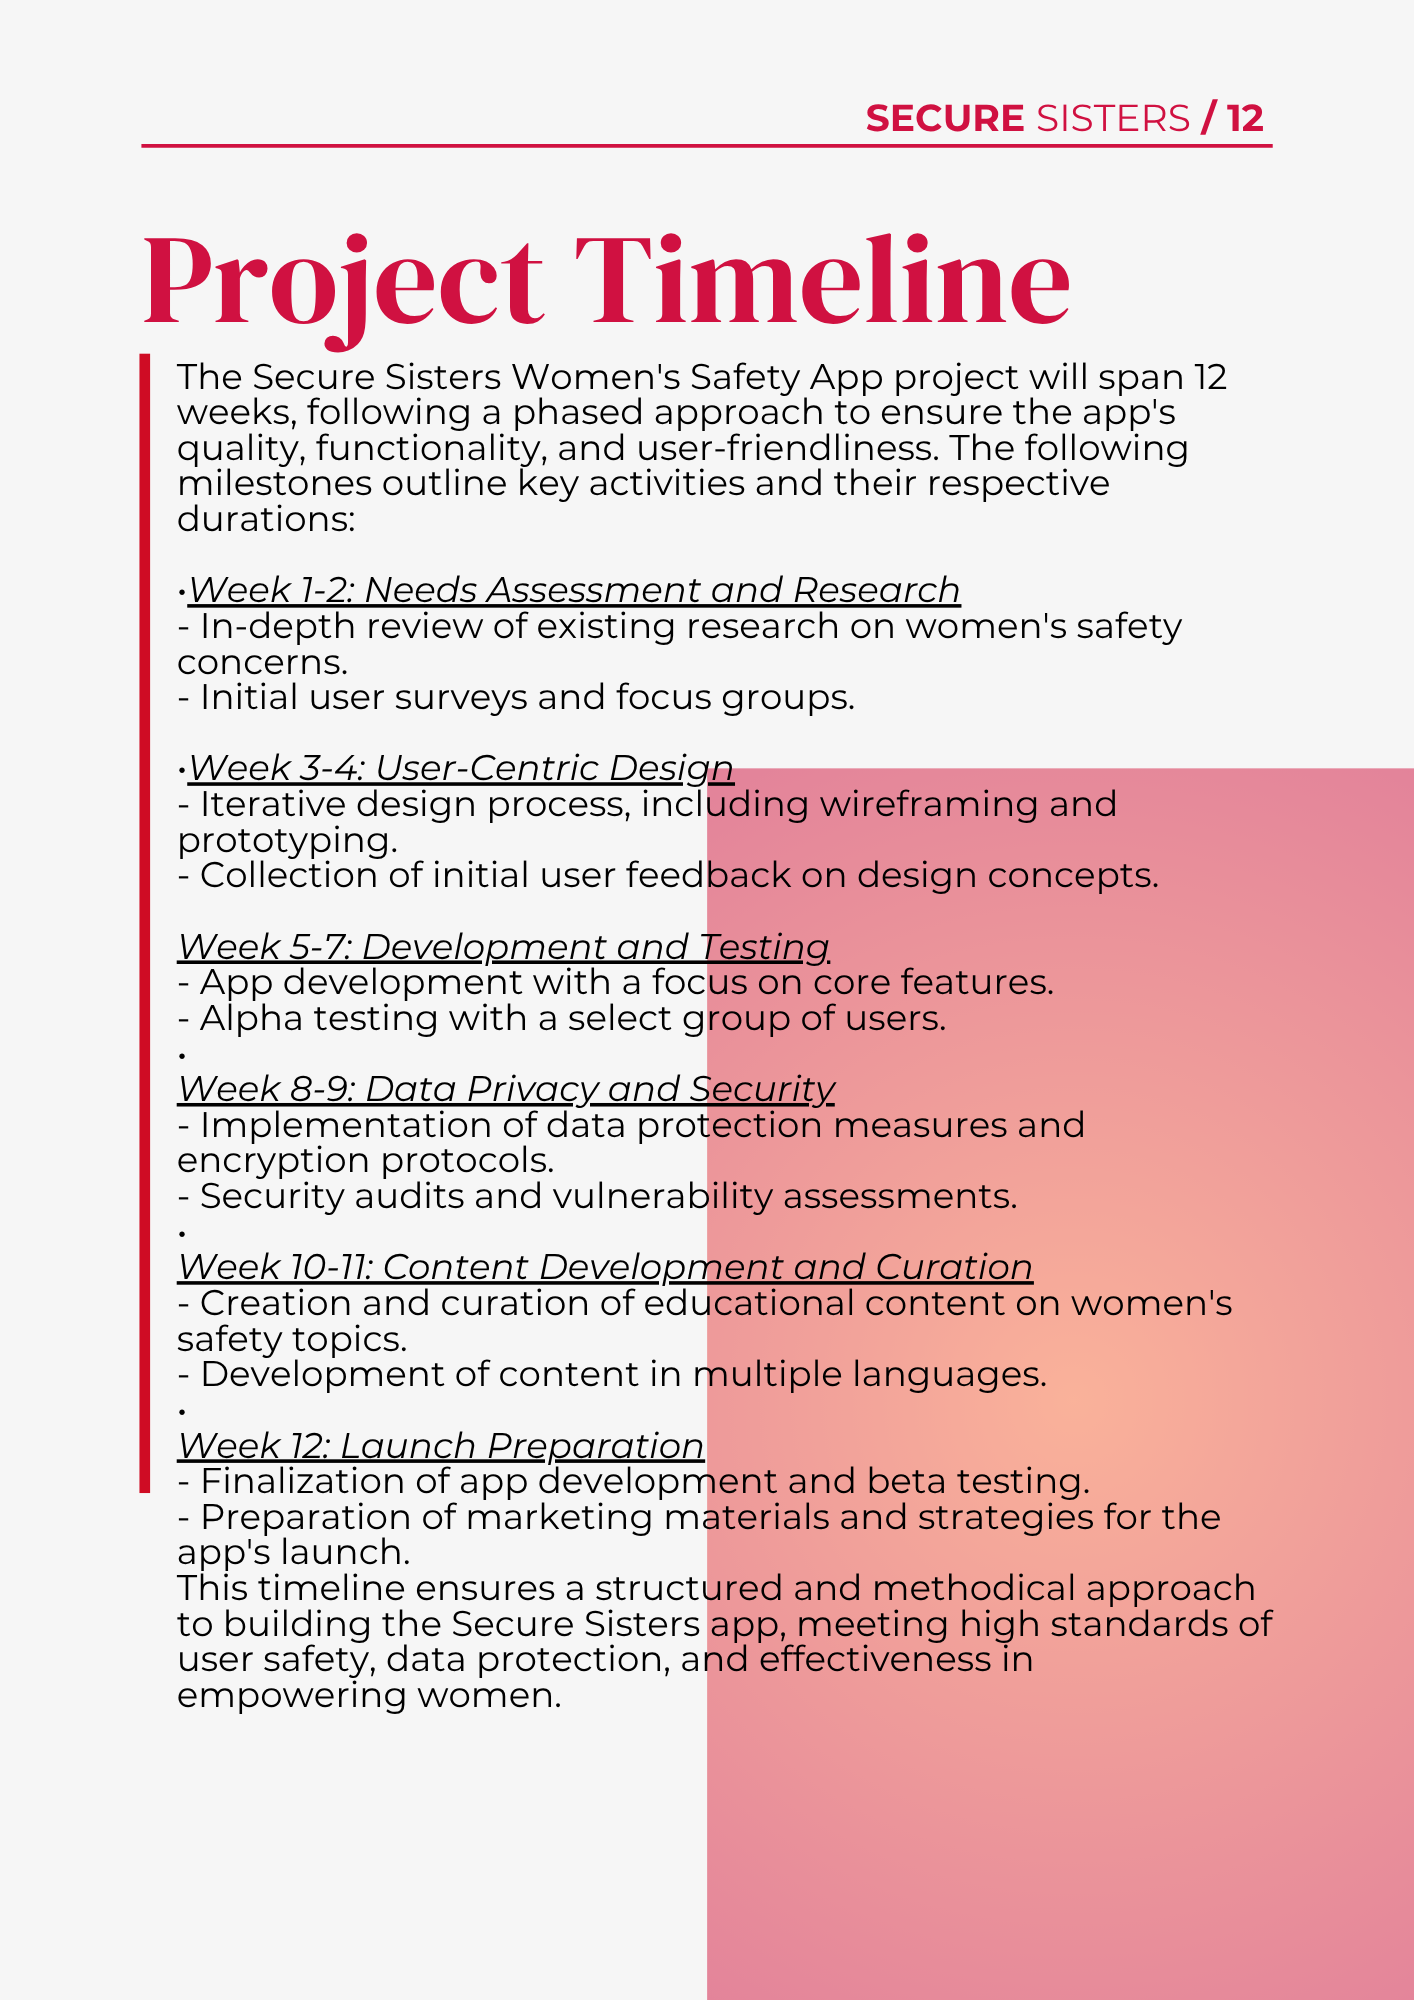 SECURE SISTERS / 12
Project Timeline
The Secure Sisters Women's Safety App project will span 12
weeks, following a phased approach to ensure the app's
quality, functionality, and user-friendliness. The following
milestones outline key activities and their respective
durations:
•Week 1-2: Needs Assessment and Research
- In-depth review of existing research on women's safety
concerns.
- Initial user surveys and focus groups.
•Week 3-4: User-Centric Design
- Iterative design process, including wireframing and
prototyping.
- Collection of initial user feedback on design concepts.
Week 5-7: Development and Testing
- App development with a focus on core features.
- Alpha testing with a select group of users.
•
Week 8-9: Data Privacy and Security
- Implementation of data protection measures and
encryption protocols.
- Security audits and vulnerability assessments.
•
Week 10-11: Content Development and Curation
- Creation and curation of educational content on women's
safety topics.
- Development of content in multiple languages.
•
Week 12: Launch Preparation
- Finalization of app development and beta testing.
- Preparation of marketing materials and strategies for the
app's launch.
This timeline ensures a structured and methodical approach
to building the Secure Sisters app, meeting high standards of
user safety, data protection, and effectiveness in
empowering women.